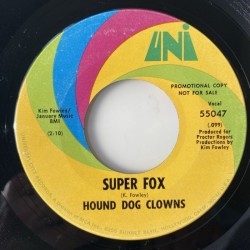 UNI
PROMOTIONAL COPY
NOT FOR SALE
Vocal
55047
(.099)
Kim Fowley/
January Music
BMI
(2:10)
Produced for
Proctor Rogers
Productions by
Kim Fowley
SUPER FOX
(K. Fowley)
HOUND DOG CLOWNS